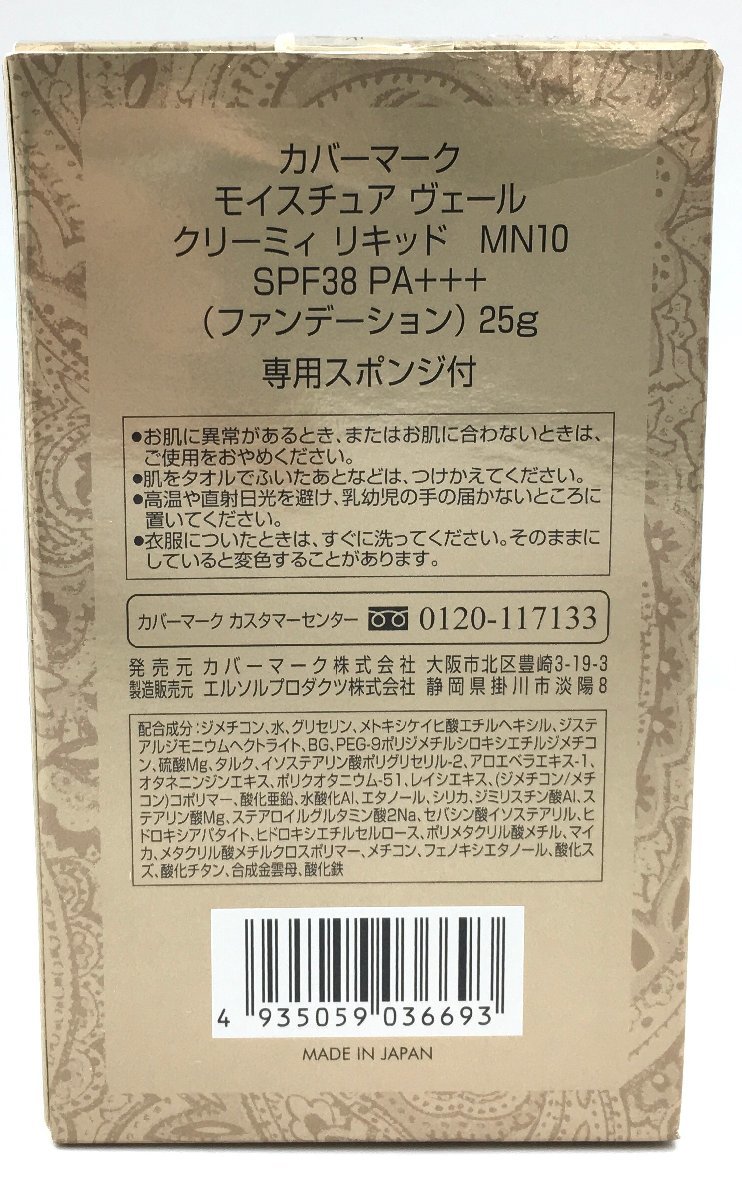 カバーマーク
モイスチュア ヴェール
クリーミィ リキッド MN10
SPF38 PA+++
（ファンデーション）25g
専用スポンジ付
●お肌に異常があるとき、またはお肌に合わないときは、
ご使用をおやめください。
●肌をタオルでふいたあとなどは、つけかえてください。
●高温や直射日光を避け、乳幼児の手の届かないところに
置いてください。
●衣服についたときは、すぐに洗ってください。そのままに
していると変色することがあります。
カバーマーク カスタマーセンター 0120-117133
発売元 カバーマーク株式会社 大阪市北区豊崎3-19-3
製造販売元 エルソルプロダクツ株式会社 静岡県掛川市淡陽8
配合成分：ジメチコン、水、グリセリン、メトキシケイヒ酸エチルヘキシル、ジステ
アルジモニウムヘクトライト、BG、PEG-9ポリジメチルシロキシエチルジメチコ
ン、硫酸Mg、タルク、イソステアリン酸ポリグリセリル-2、アロエベラエキス-1、
オタネニンジンエキス、ポリクオタニウム-51、レイシエキス、(ジメチコン/メチ
コン)コポリマー、酸化亜鉛、水酸化Al、エタノール、シリカ、ジミリスチン酸Al、ス
テアリン酸Mg、ステアロイルグルタミン酸2Na、セバシン酸イソステアリル、ヒ
ドロキシアパタイト、ヒドロキシエチルセルロース、ポリメタクリル酸メチル、マイ
カ、メタクリル酸メチルクロスポリマー、メチコン、フェノキシエタノール、酸化ス
ズ、酸化チタン、合成金雲母、酸化鉄
4 935059 036693
MADE IN JAPAN